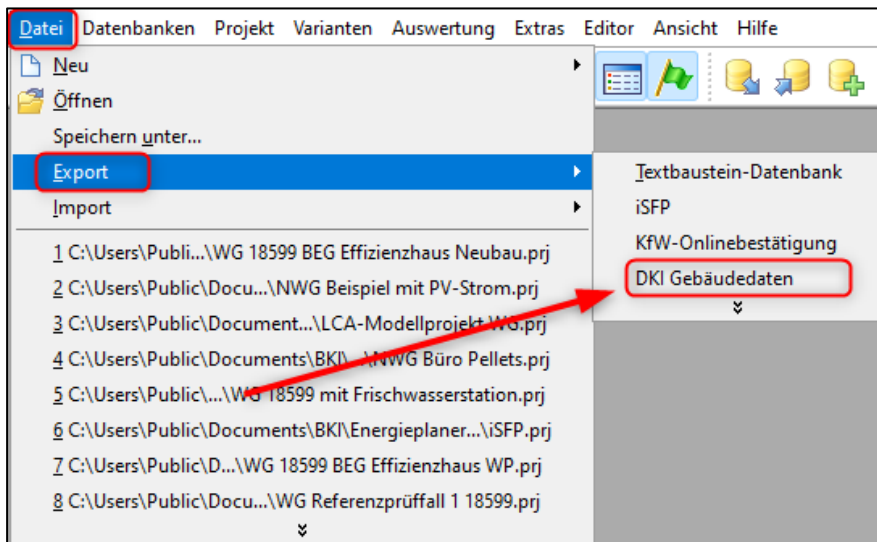 Datei Datenbanken Projekt Varianten Auswertung Extras Editor Ansicht Hilfe
Neu
Öffnen
Speichern unter...
Export
Import
1 C:\Users\Publi...\WG 18599 BEG Effizienzhaus Neubau.prj
2 C:\Users\Public\Docu...\NWG Beispiel mit PV-Strom.prj
3 C:\Users\Public\Document...\LCA-Modellprojekt WG.prj
4 C:\Users\Public\Documents\BKI\...\NWG Büro Pellets.prj
5 C:\Users\Public\...\WG 18599 mit Frischwasserstation.prj
6 C:\Users\Public\Documents\BKI\Energieplaner...\iSFP.prj
7 C:\Users\Public\D...\WG 18599 BEG Effizienzhaus WP.prj
8 C:\Users\Public\Docu...\WG Referenzprüffall 1 18599.prj
Textbaustein-Datenbank
iSFP
KfW-Onlinebestätigung
DKI Gebäudedaten